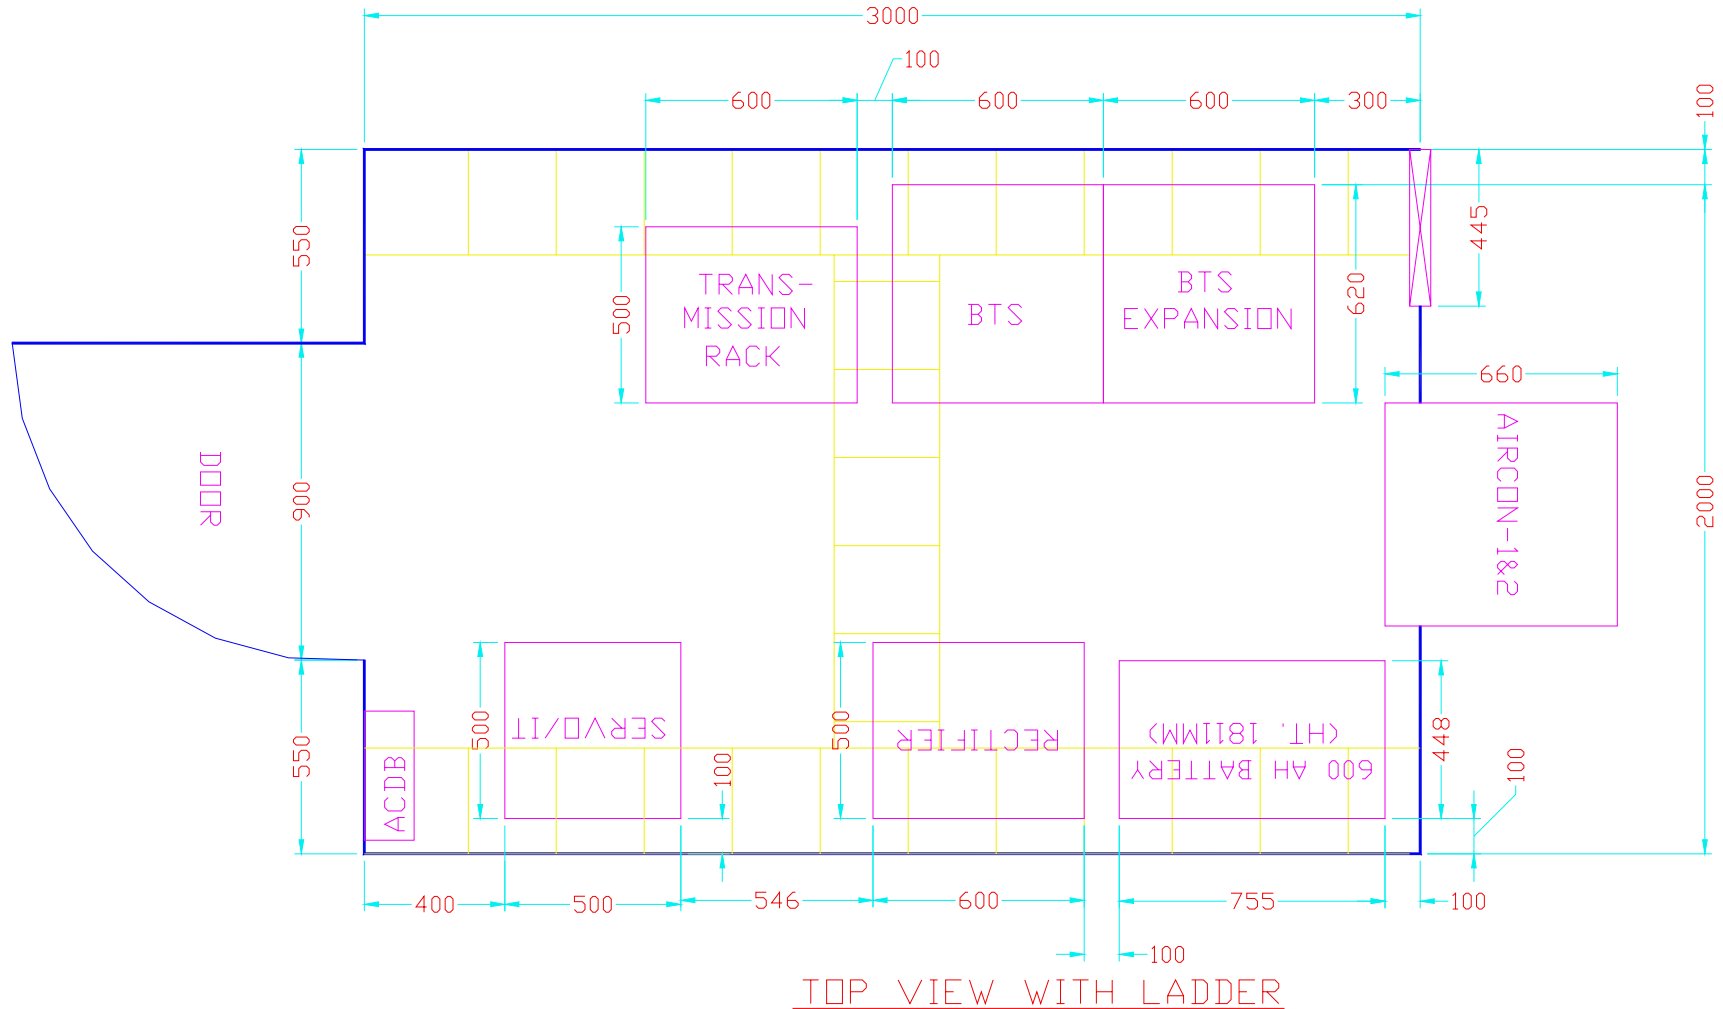 3000
100
600
600
600
300
100
550
445
500
TRANS-
MISSION
RACK
BTS
BTS
EXPANSION
620
660
DOOR
900
AIRCON-1&2
2000
550
ACDB
500
SERVO/IT
100
500
RECTIFIER
600 AH BATTERY
(HT. 1811MM)
448
100
400
500
546
600
755
100
100
TOP VIEW WITH LADDER